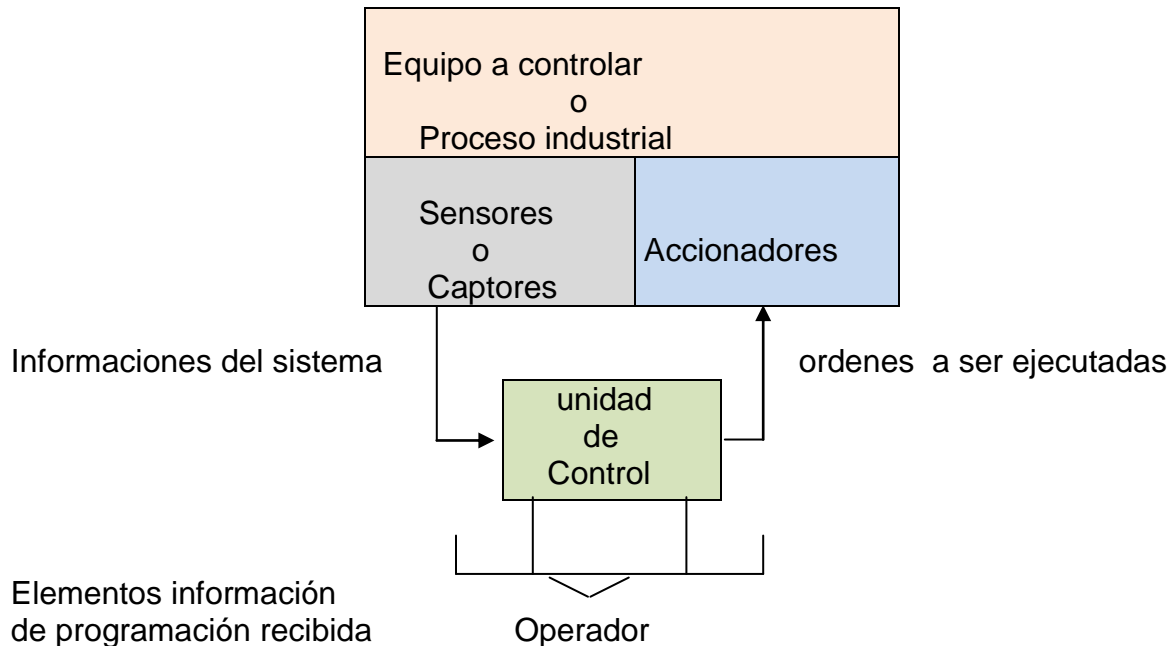 Equipo a controlar
o
Proceso industrial
Sensores
o
Captores
Accionadores
Informaciones del sistema
ordenes a ser ejecutadas
unidad
de
Control
Elementos información
de programación recibida
Operador